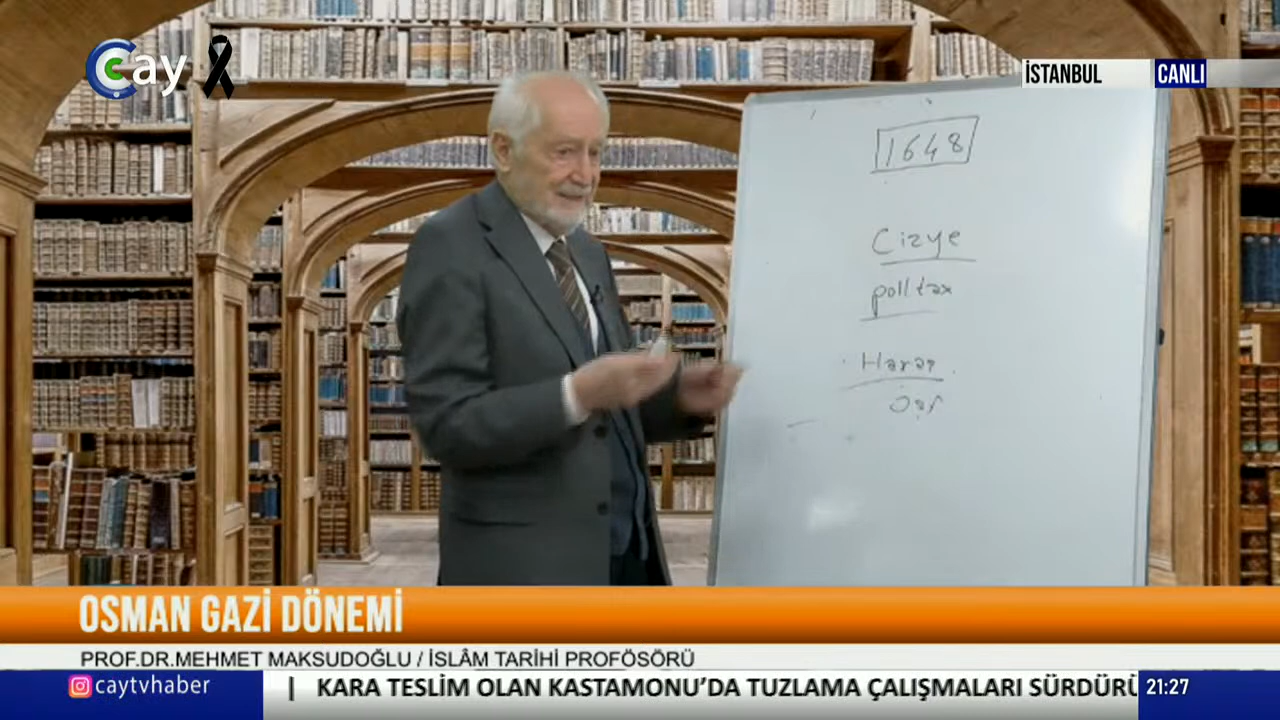 Çay
İSTANBUL
CANLI
1648
Cizye
poll tax
Haraç
Öşr
OSMAN GAZİ DÖNEMİ
PROF.DR.MEHMET MAKSUDOĞLU / İSLÂM TARİHİ PROFÖSÖRÜ
caytvhaber
| KARA TESLİM OLAN KASTAMONU’DA TUZLAMA ÇALIŞMALARI SÜRDÜRÜ
21:27